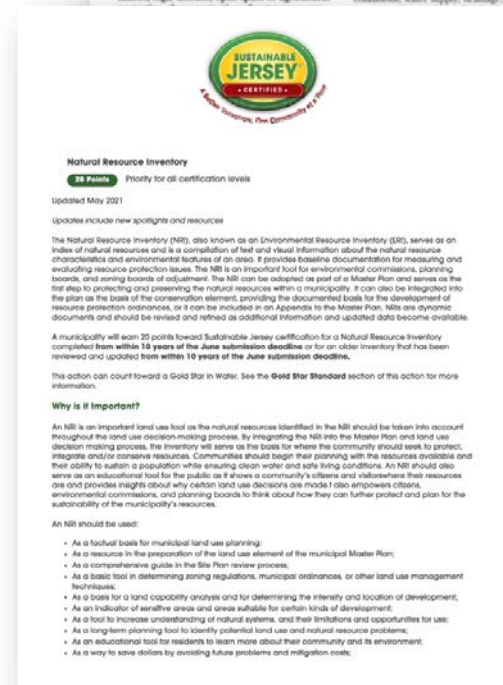 SUSTAINABLE
JERSEY
• CERTIFIED •
A Better Tomorrow, One Community at a Time
Natural Resource Inventory
20 Points Priority for all certification levels
Updated May 2021
Updates include new spotlights and resources
The Natural Resource Inventory (NRI), also known as an Environmental Resource Inventory (ERI), serves as an
index of natural resources and is a compilation of text and visual information about the natural resource
characteristics and environmental features of an area. It provides baseline documentation for measuring and
evaluating resource protection issues. The NRI is an important tool for environmental commissions, planning
boards, and zoning boards of adjustment. The NRI can be adopted as part of a Master Plan and serves as the
first step to protecting and preserving the natural resources within a municipality. It can also be integrated into
the plan as the basis of the conservation element, providing the documented basis for the development of
resource protection ordinances, or it can be included in an Appendix to the Master Plan. NRIs are dynamic
documents and should be revised and refined as additional information and updated data become available.
A municipality will earn 20 points toward Sustainable Jersey certification for a Natural Resource Inventory
completed from within 10 years of the June submission deadline or for an older inventory that has been
reviewed and updated from within 10 years of the June submission deadline.
This action can count toward a Gold Star in Water. See the Gold Star Standard section of this action for more
information.
Why is it Important?
An NRI is an important land use tool as the natural resources identified in the NRI should be taken into account
throughout the land use decision-making process. By integrating the NRI into the Master Plan and land use
decision making process, the inventory will serve as the basis for where the community should seek to protect,
integrate and/or conserve resources. Communities should begin their planning with the resources available and
their ability to sustain a population while ensuring clean water and safe living conditions. An NRI should also
serve as an educational tool for the public as it shows a community's citizens and visitorswhere their resources
are and provides insights about why certain land use decisions are made.t also empowers citizens,
environmental commissions, and planning boards to think about how they can further protect and plan for the
sustainability of the municipality's resources.
An NRI should be used:
• As a factual basis for municipal land use planning;
• As a resource in the preparation of the land use element of the municipal Master Plan;
• As a comprehensive guide in the Site Plan review process;
• As a basic tool in determining zoning regulations, municipal ordinances, or other land use management
techniques;
• As a basis for a land capability analysis and for determining the intensity and location of development;
• As an indicator of sensitive areas and areas suitable for certain kinds of development;
• As a tool to increase understanding of natural systems, and their limitations and opportunities for use;
• As a long-term planning tool to identify potential land use and natural resource problems;
• As an educational tool for residents to learn more about their community and its environment;
• As a way to save dollars by avoiding future problems and mitigation costs;